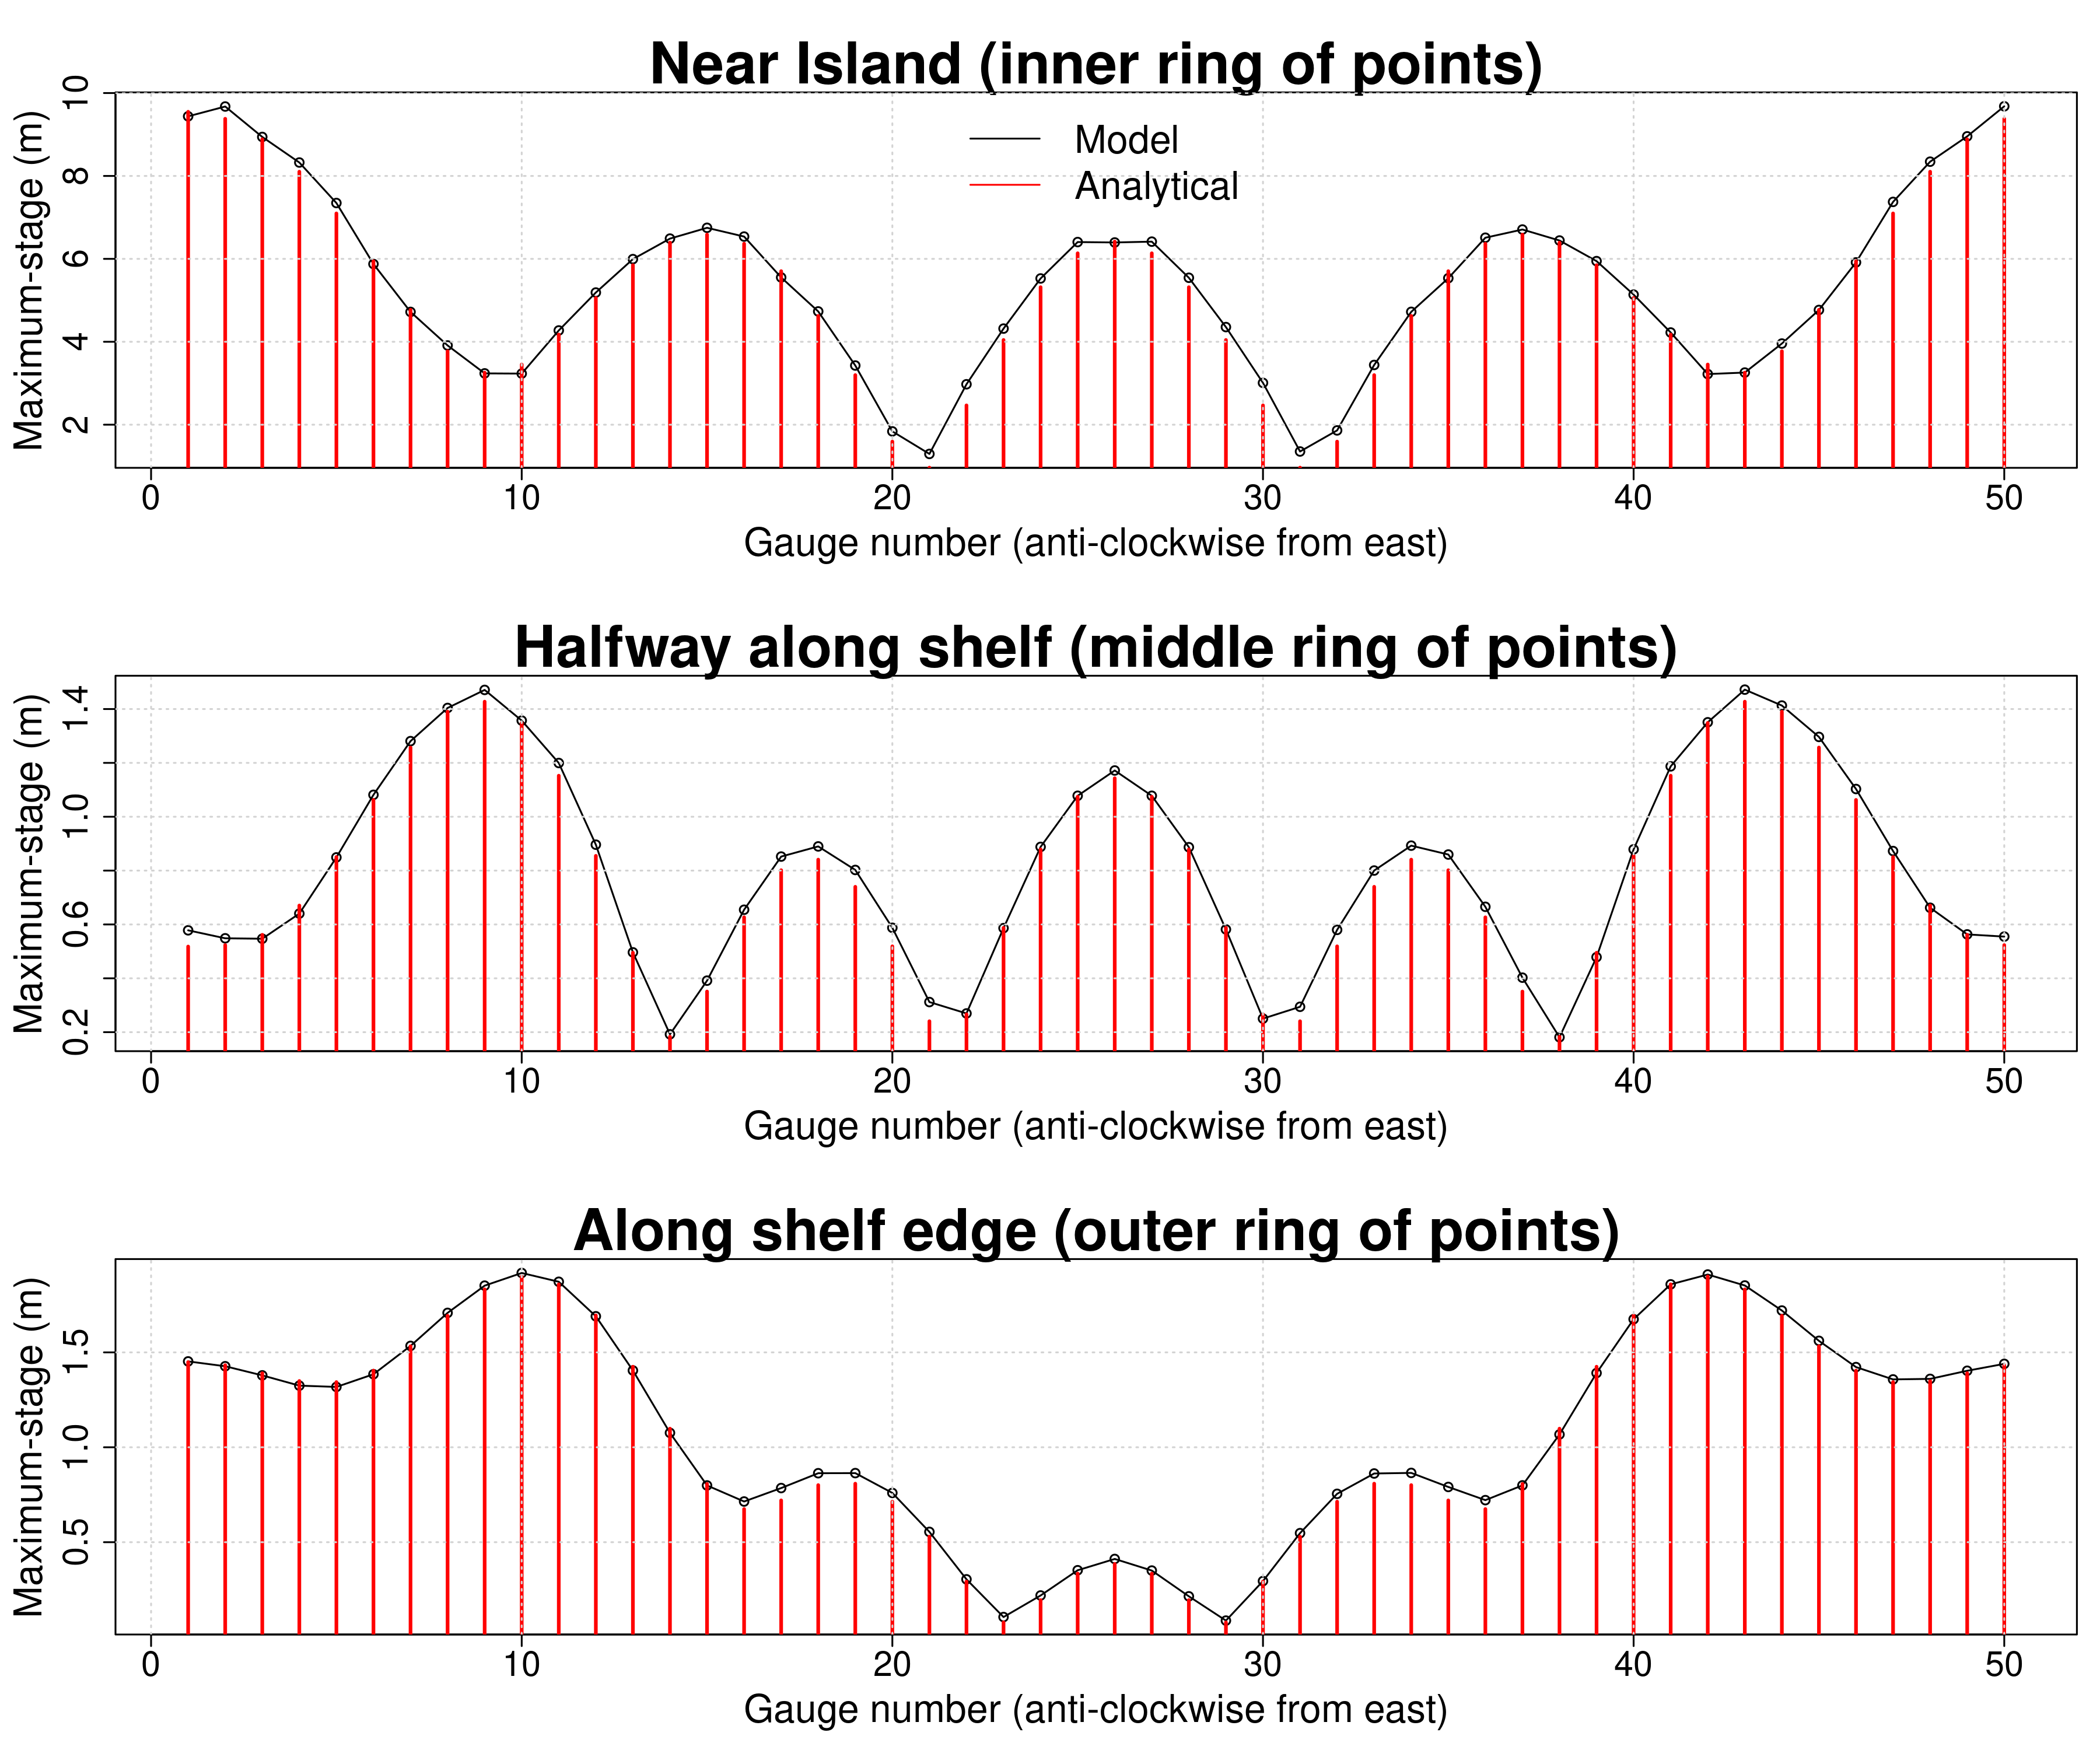 Near Island (inner ring of points)
Maximum-stage (m)
10
8
6
4
2
Model
Analytical
0 10 20 30 40 50
Gauge number (anti-clockwise from east)
Halfway along shelf (middle ring of points)
Maximum-stage (m)
1.4
1.0
0.6
0.2
0 10 20 30 40 50
Gauge number (anti-clockwise from east)
Along shelf edge (outer ring of points)
Maximum-stage (m)
1.5
1.0
0.5
0 10 20 30 40 50
Gauge number (anti-clockwise from east)